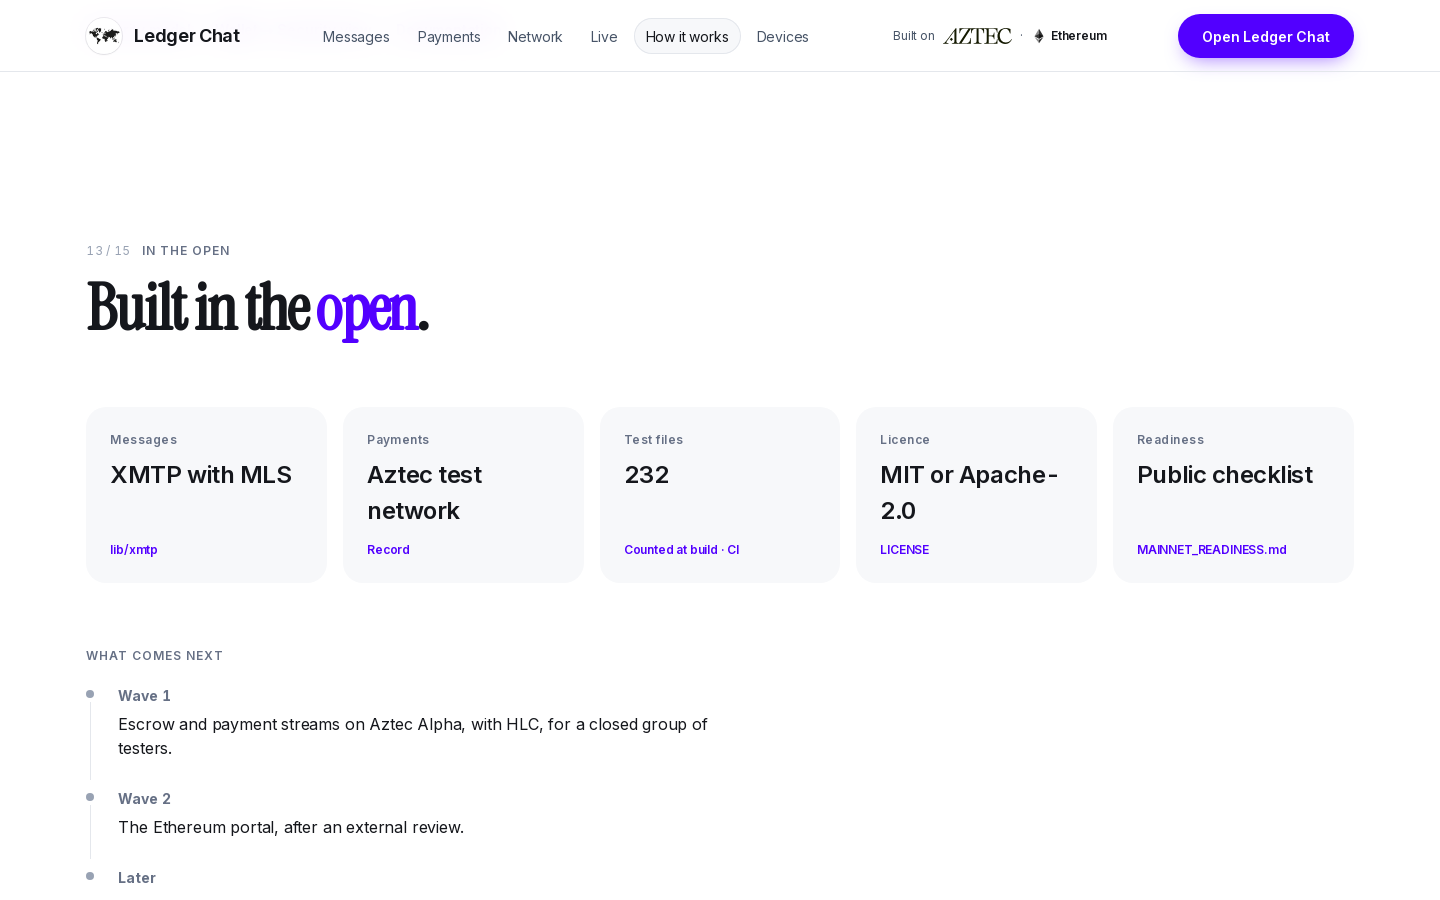 Ledger Chat
Messages
Payments
Network
Live
How it works
Devices
Built on AZTEC · Ethereum
Open Ledger Chat
13 / 15 IN THE OPEN
Built in the open.
Messages
XMTP with MLS
lib/xmtp
Payments
Aztec test
network
Record
Test files
232
Counted at build · CI
Licence
MIT or Apache-
2.0
LICENSE
Readiness
Public checklist
MAINNET_READINESS.md
WHAT COMES NEXT
Wave 1
Escrow and payment streams on Aztec Alpha, with HLC, for a closed group of
testers.
Wave 2
The Ethereum portal, after an external review.
Later